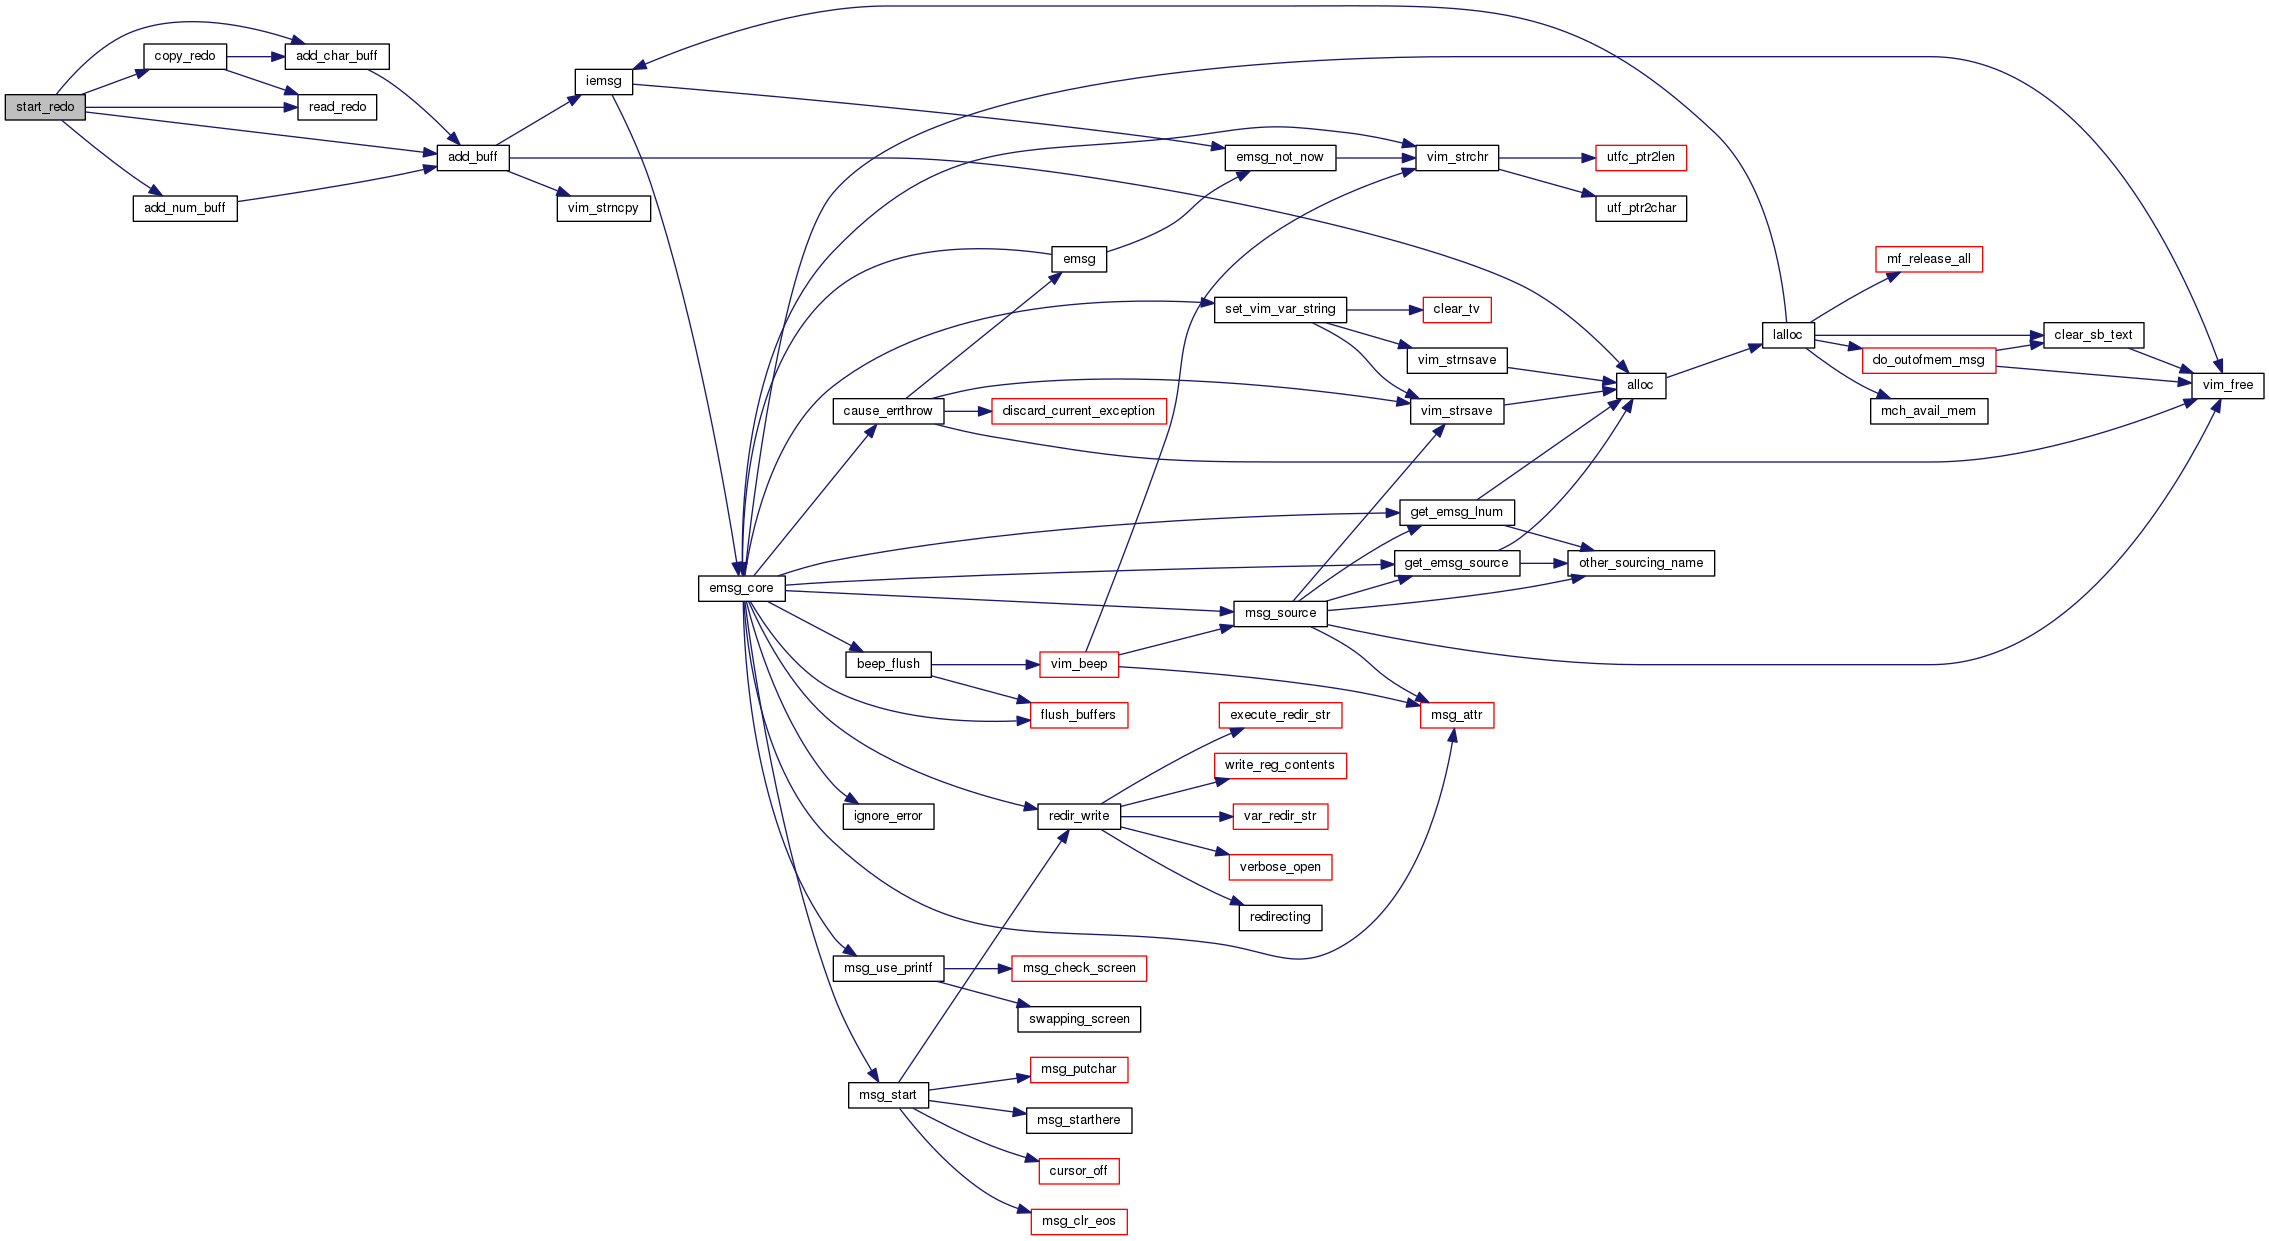 start_redo
copy_redo
add_char_buff
read_redo
add_buff
add_num_buff
iemsg
vim_strncpy
emsg_core
emsg
cause_errthrow
discard_current_exception
emsg_not_now
vim_strchr
utfc_ptr2len
utf_ptr2char
set_vim_var_string
clear_tv
vim_strnsave
vim_strsave
alloc
lalloc
mf_release_all
clear_sb_text
do_outofmem_msg
mch_avail_mem
vim_free
get_emsg_lnum
get_emsg_source
other_sourcing_name
msg_source
beep_flush
vim_beep
flush_buffers
msg_attr
execute_redir_str
write_reg_contents
redir_write
var_redir_str
verbose_open
redirecting
ignore_error
msg_use_printf
msg_check_screen
swapping_screen
msg_start
msg_putchar
msg_starthere
cursor_off
msg_clr_eos